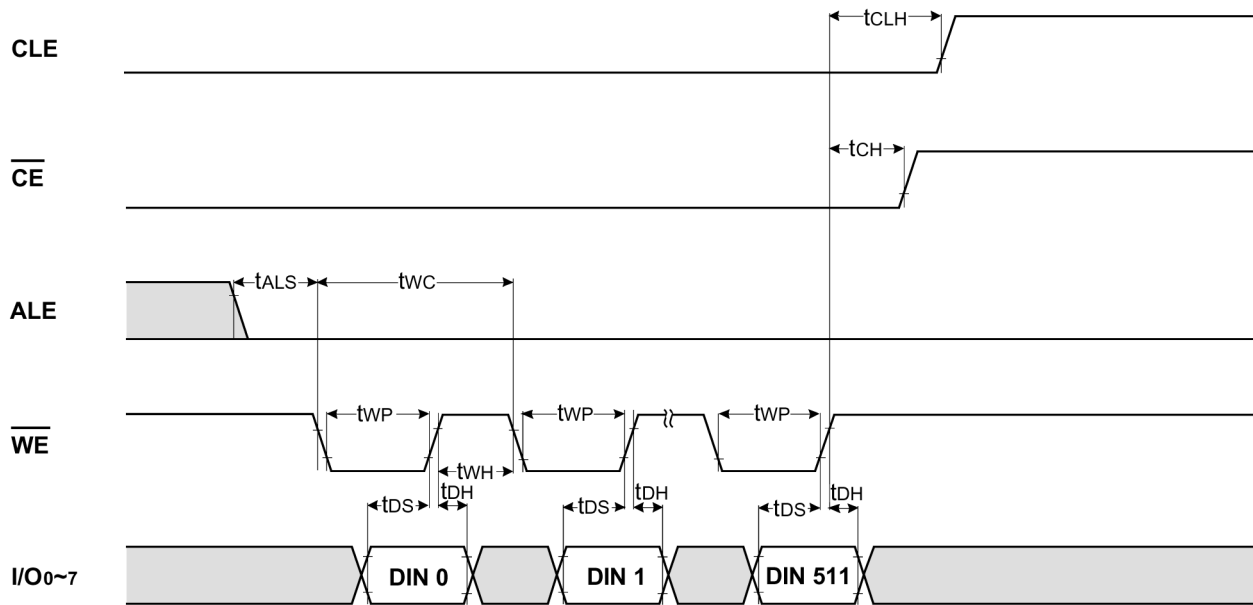 tCLH
CLE
CE
tCH
ALE
tALS
tWC
WE
tWP
tWP
tWP
tWH
tDS
tDH
tDS
tDH
tDS
tDH
I/O0~7
DIN 0
DIN 1
DIN 511